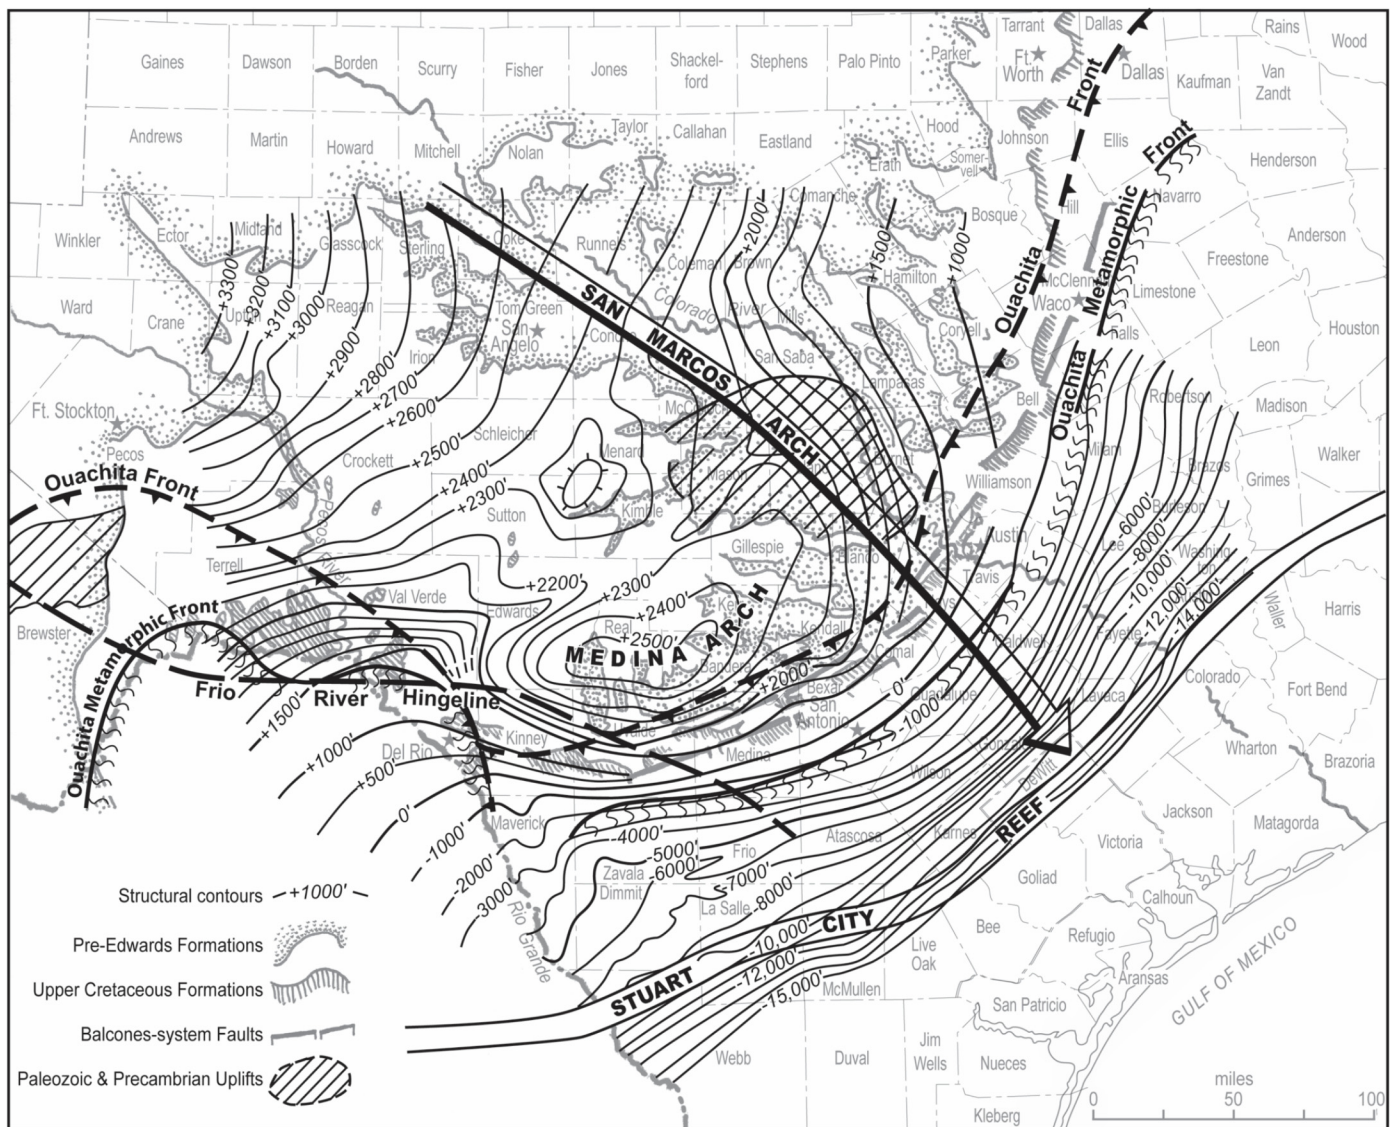 Tarrant
Dallas
Rains
Wood
Gaines
Dawson
Borden
Scurry
Fisher
Jones
Shackel-
ford
Stephens
Palo Pinto
Parker
Ft.
Worth
Dallas
Kaufman
Van
Zandt
Front
Andrews
Martin
Howard
Mitchell
Nolan
Taylor
Callahan
Eastland
Hood
Erath
Somer-
vell
Johnson
Ellis
Front
Henderson
Winkler
Ector
Midland
Glasscock
Sterling
Coke
Runnels
Coleman
Brown
Comanche
Bosque
Hill
Navarro
Anderson
+2000'
+1500'
+1000'
Hamilton
Ouachita
Metamorphic
Freestone
Ward
Crane
+3300'
+3200'
+3100'
+3000'
Reagan
Tom Green
San
Angelo
Irion
SAN MARCOS
ARCH
Colorado
River
Mills
McClenn
Waco
Limestone
Falls
Houston
+2900'
+2800'
+2700'
+2600'
San Saba
Coryell
Lampasas
Bell
Ouachita
Leon
Ft. Stockton
Pecos
Crockett
Schleicher
Menard
Mason
Robertson
Madison
Milam
Walker
Grimes
Brazos
Burleson
Ouachita Front
+2500'
+2400'
+2300'
Sutton
Kimble
Williamson
Austin
Travis
Lee
Washing-
ton
-6000'
-8000'
-10,000'
-12,000'
-14,000'
Pecos
River
Terrell
Val Verde
+2200'
Edwards
+2300'
+2400'
+2500'
Gillespie
Real
Kendall
Bandera
Comal
Hays
Caldwell
Fayette
Waller
Harris
Brewster
Ouachita Metamorphic Front
MEDINA ARCH
Frio
River
Hingeline
+2000'
Bexar
San
Antonio
0'
-1000'
Guadalupe
Gonzales
Lavaca
Colorado
Fort Bend
Wharton
Brazoria
+1500'
+1000'
+500'
0'
-1000'
-2000'
-3000'
Del Rio
Kinney
Medina
Wilson
DeWitt
Jackson
Matagorda
Victoria
Maverick
-4000'
-5000'
-6000'
-7000'
-8000'
Zavala
Dimmit
Frio
Atascosa
Karnes
REEF
Goliad
Calhoun
La Salle
Rio
Grande
STUART
CITY
-10,000'
-12,000'
-15,000'
Live
Oak
McMullen
Bee
Refugio
Aransas
San Patricio
GULF OF MEXICO
Webb
Duval
Jim
Wells
Nueces
Kleberg
Structural contours
+1000'
Pre-Edwards Formations
Upper Cretaceous Formations
Balcones-system Faults
Paleozoic & Precambrian Uplifts
miles
0
50
100